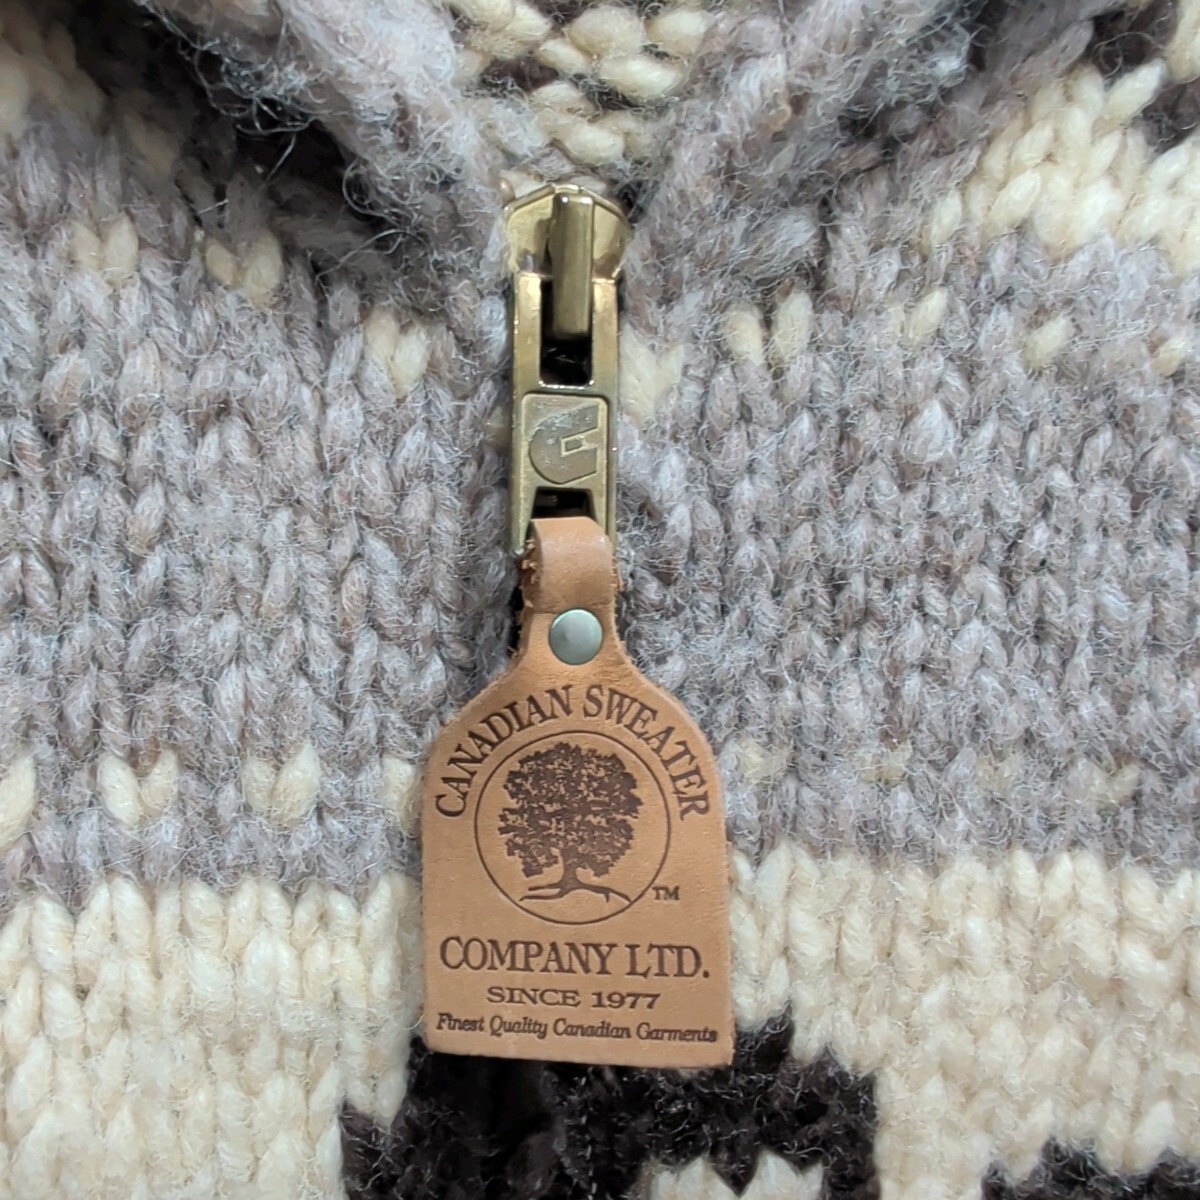 CANADIAN SWEATER
TM
COMPANY LTD.
SINCE 1977
Finest Quality Canadian Garments